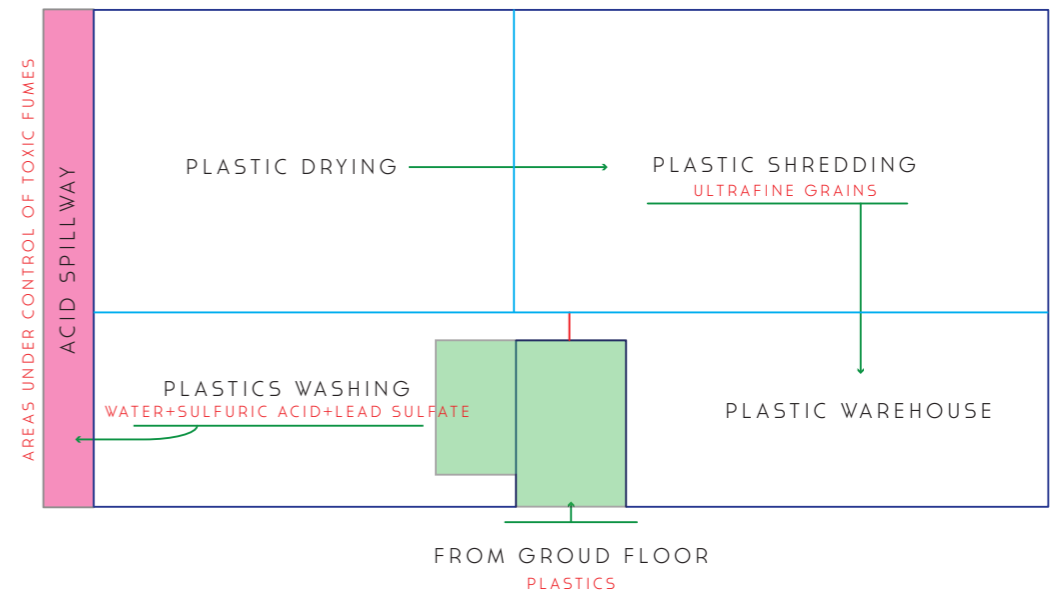 AREAS UNDER CONTROL OF TOXIC FUMES
ACID SPILLWAY
PLASTIC DRYING
PLASTIC SHREDDING
ULTRAFINE GRAINS
PLASTICS WASHING
WATER+SULFURIC ACID+LEAD SULFATE
PLASTIC WAREHOUSE
FROM GROUD FLOOR
PLASTICS